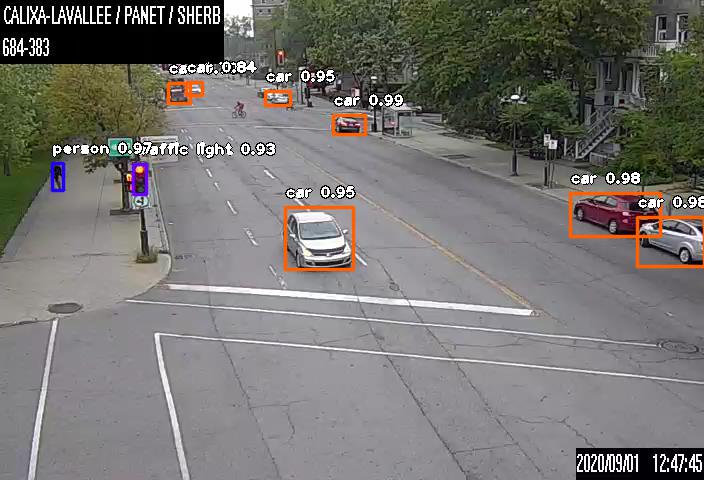 CALIXA-LAVALLEE / PANET / SHERB
684-383
car 0.84
car 0.95
car 0.99
person 0.97
traffic light 0.93
car 0.95
car 0.98
car 0.98
2020/09/01 12:47:45